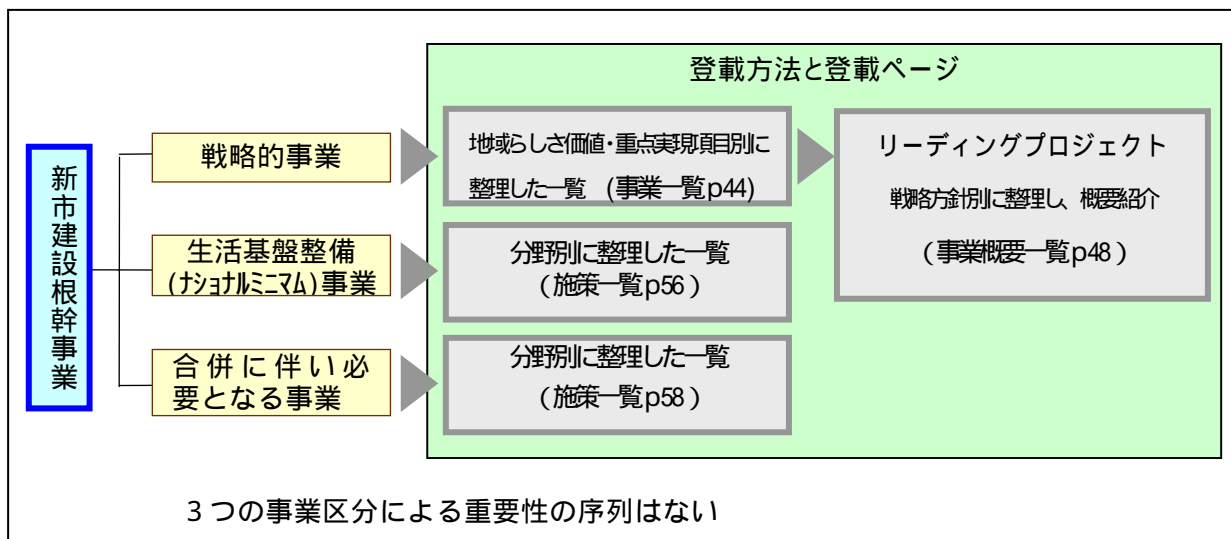 登載方法と登載ページ
新市建設根幹事業
戦略的事業
地域らしさ価値・重点実現項目別に
整理した一覧 (事業一覧p44)
リーディングプロジェクト
戦略方針別に整理し、概要紹介
(事業概要一覧p48)
生活基盤整備
(ﾅｼｮﾅﾙﾐﾆﾏﾑ)事業
分野別に整理した一覧
(施策一覧p56)
合併に伴い必
要となる事業
分野別に整理した一覧
(施策一覧p58)
3つの事業区分による重要性の序列はない